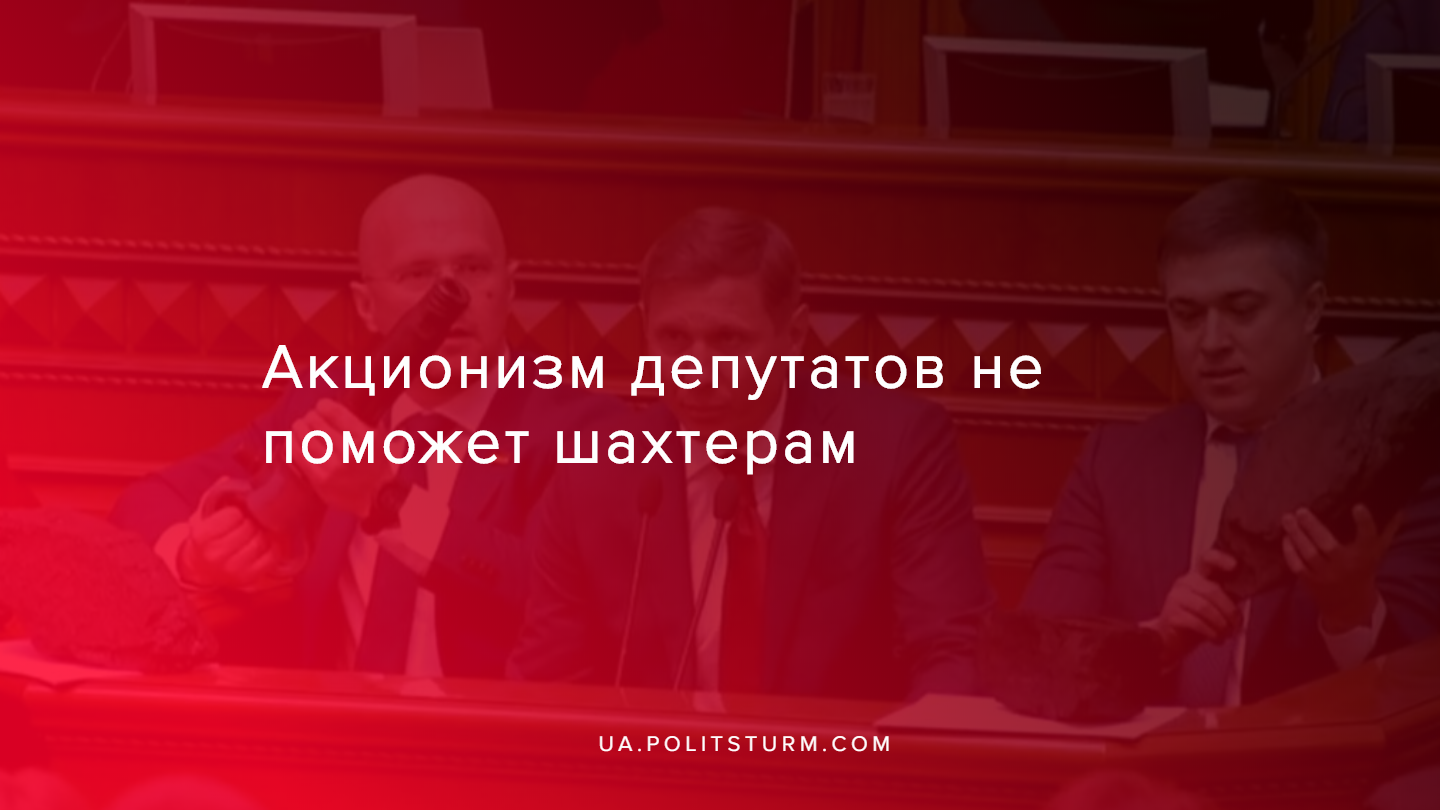 Акционизм депутатов не
поможет шахтерам
UA.POLITSTURM.COM